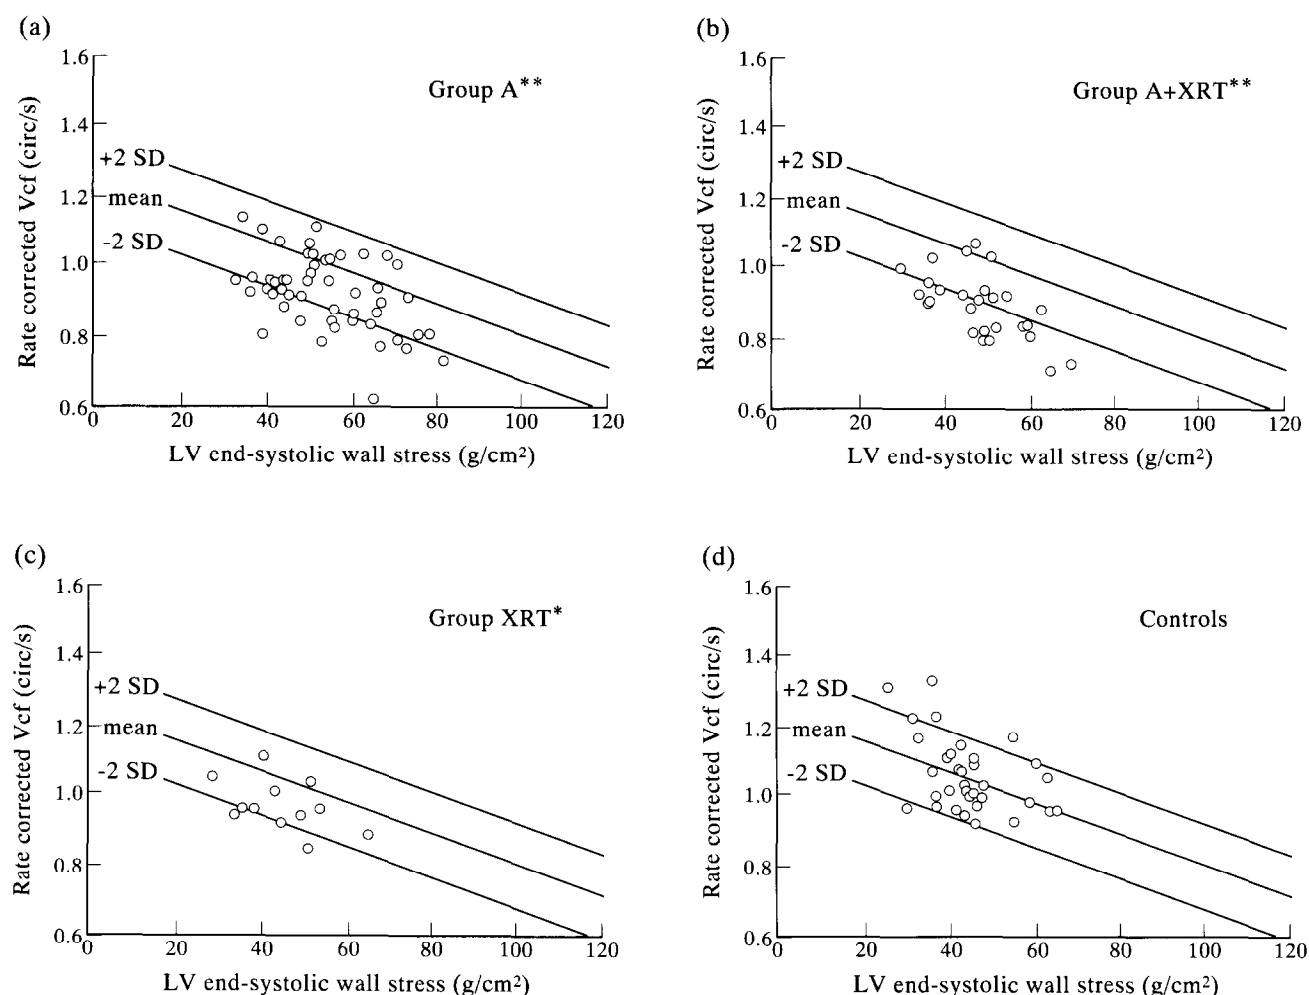 (a)
Group A**
Rate corrected Vcf (circ/s)
1.6
1.4
1.2
1.0
0.8
0.6
+2 SD
mean
-2 SD
0 20 40 60 80 100 120
LV end-systolic wall stress (g/cm²)
(b)
Group A+XRT**
Rate corrected Vcf (circ/s)
1.6
1.4
1.2
1.0
0.8
0.6
+2 SD
mean
-2 SD
0 20 40 60 80 100 120
LV end-systolic wall stress (g/cm²)
(c)
Group XRT*
Rate corrected Vcf (circ/s)
1.6
1.4
1.2
1.0
0.8
0.6
+2 SD
mean
-2 SD
0 20 40 60 80 100 120
LV end-systolic wall stress (g/cm²)
(d)
Controls
Rate corrected Vcf (circ/s)
1.6
1.4
1.2
1.0
0.8
0.6
+2 SD
mean
-2 SD
0 20 40 60 80 100 120
LV end-systolic wall stress (g/cm²)